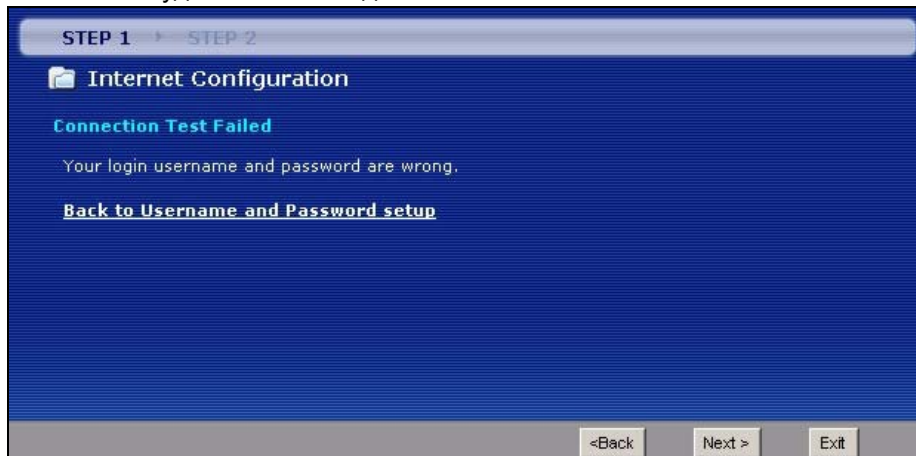 STEP 1 STEP 2
Internet Configuration
Connection Test Failed
Your login username and password are wrong.
Back to Username and Password setup
<Back Next > Exit